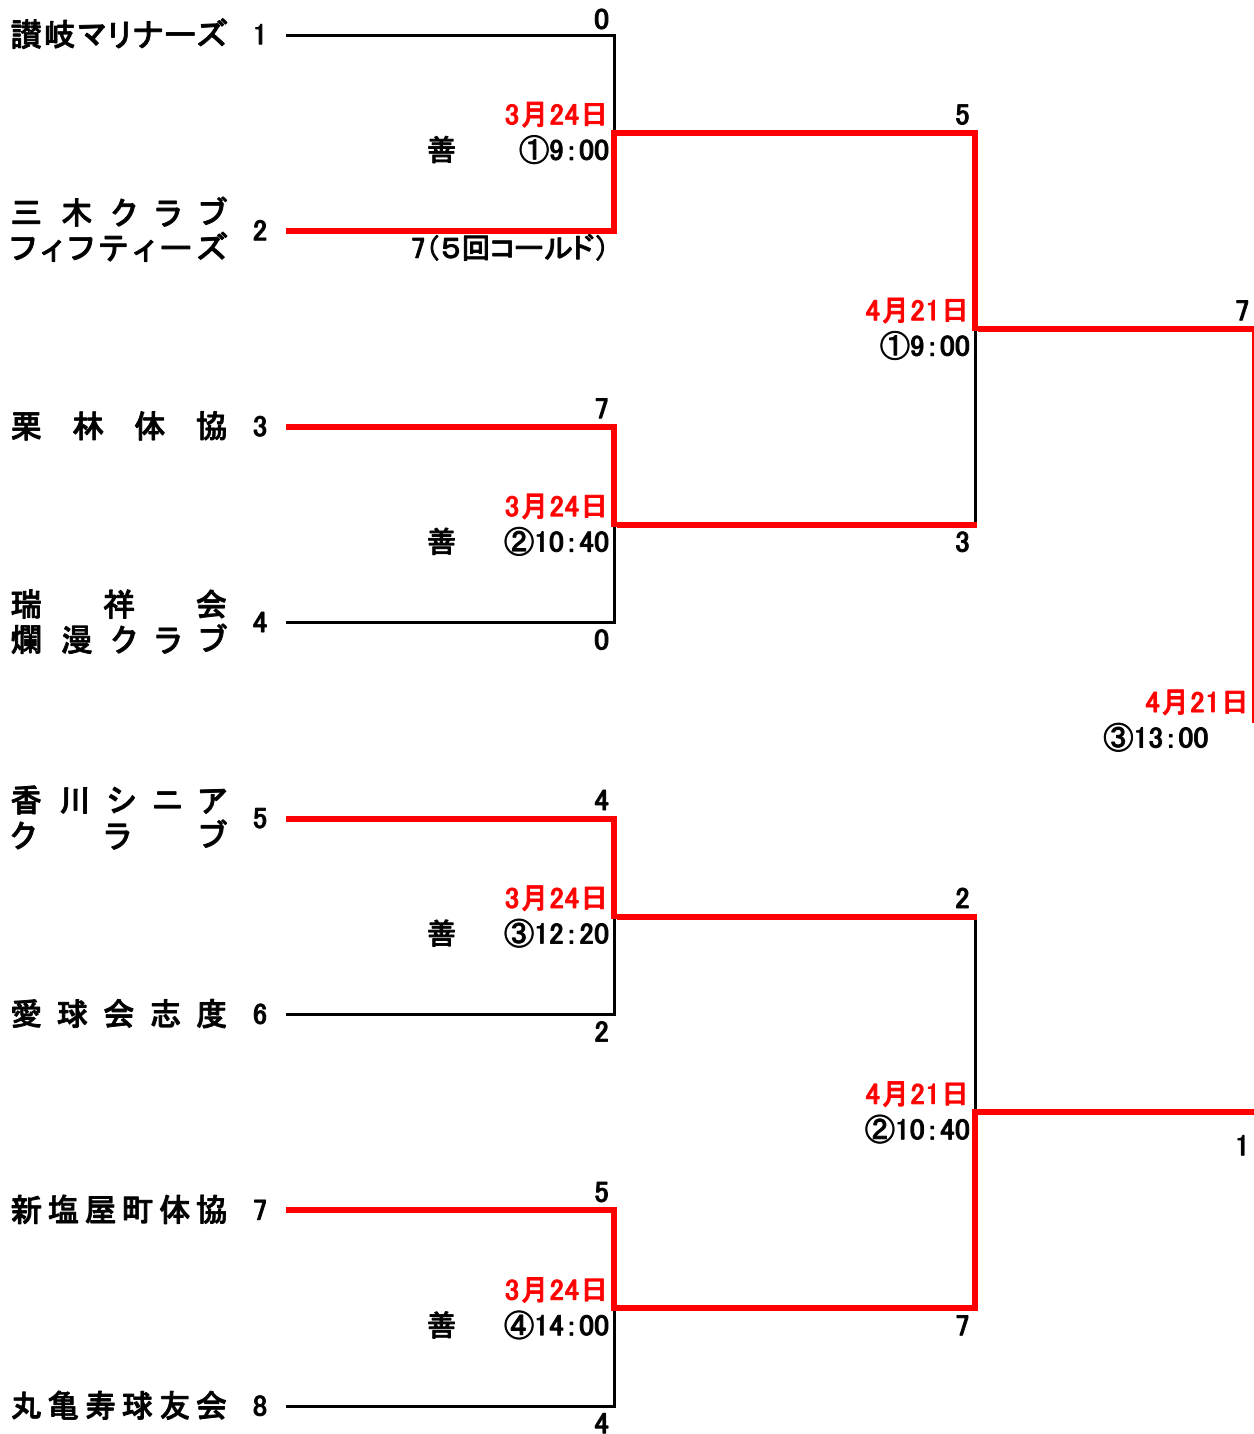 0
讃岐マリナーズ 1
3月24日
5
善 ①9:00
三木クラブ
フィフティーズ 2
7(5回コールド)
4月21日
7
①9:00
7
栗林体協 3
3月24日
善 ②10:40
3
瑞祥会
爛漫クラブ 4
0
4月21日
③13:00
香川シニア
クラブ 5
4
3月24日
2
善 ③12:20
愛球会志度 6
2
4月21日
②10:40
1
5
新塩屋町体協 7
3月24日
善 ④14:00
7
丸亀寿球友会 8
4